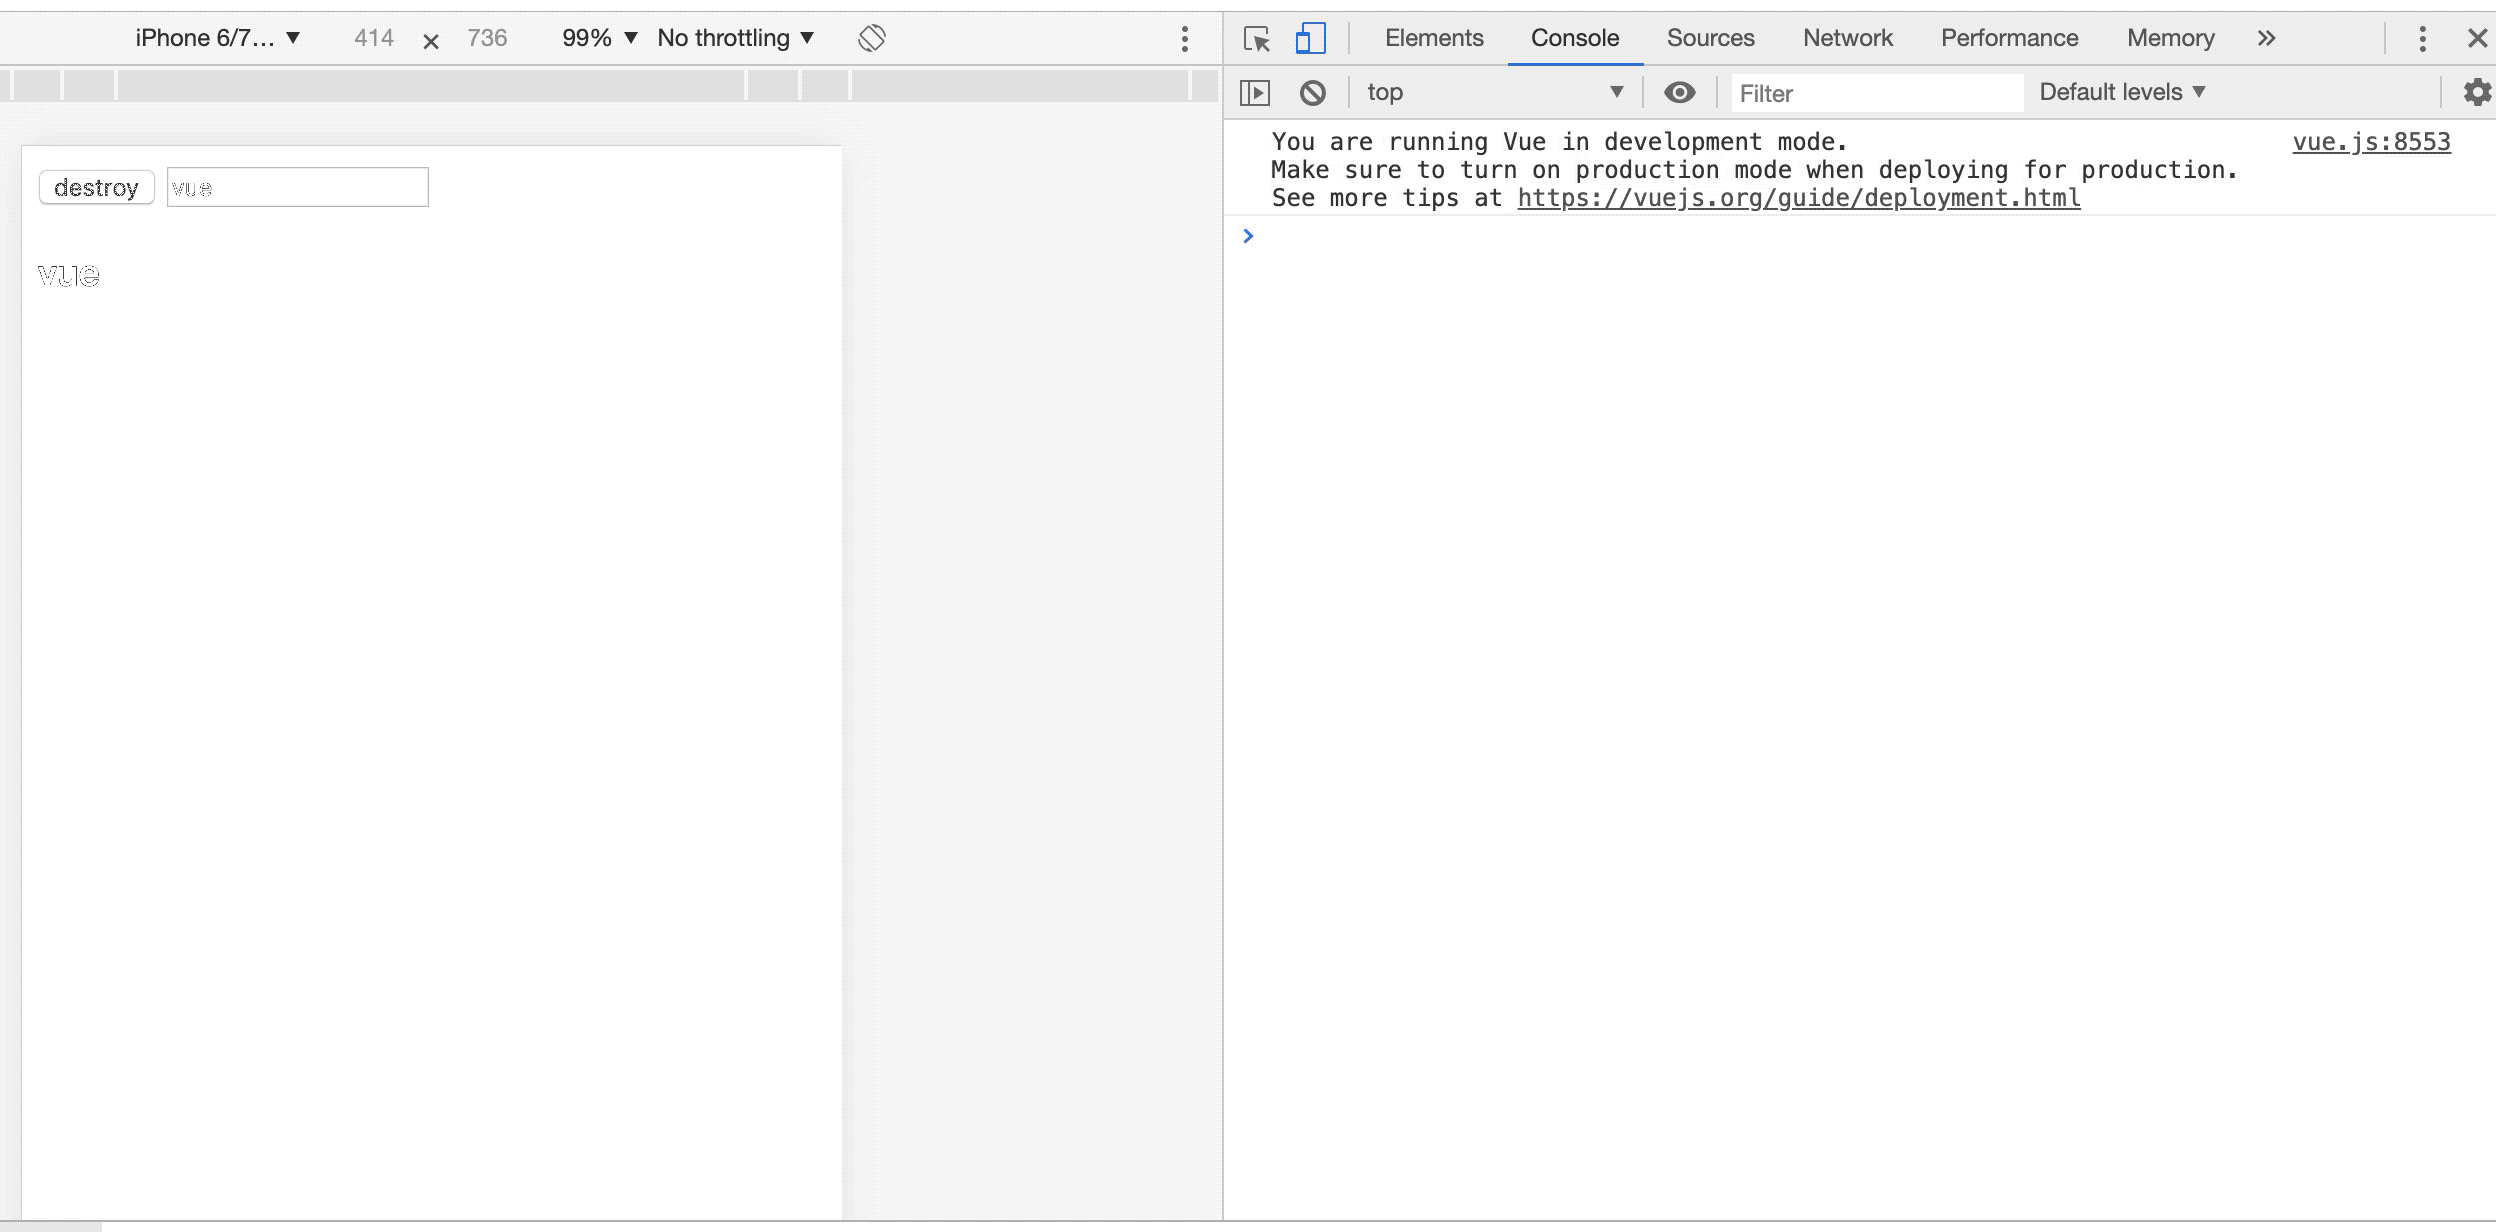 iPhone 6/7... ▼ 414 × 736 99% ▼ No throttling ▼
Elements Console Sources Network Performance Memory »
top ▼ Filter Default levels ▼
destroy vue
vue
You are running Vue in development mode. vue.js:8553
Make sure to turn on production mode when deploying for production.
See more tips at https://vuejs.org/guide/deployment.html
>